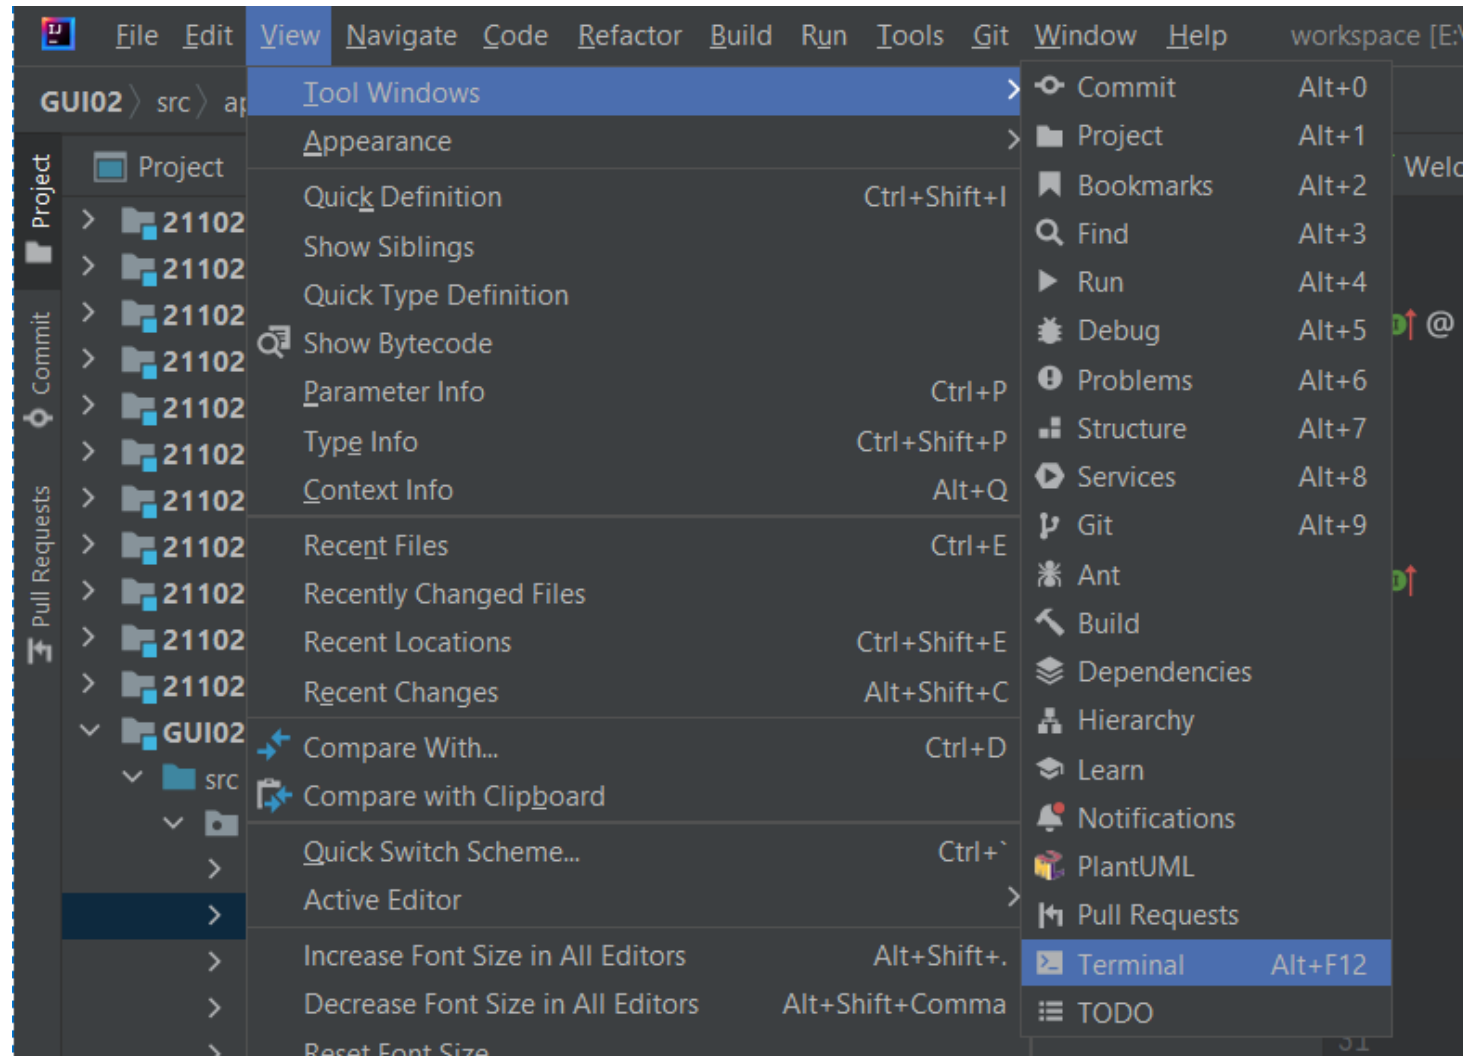 File Edit View Navigate Code Refactor Build Run Tools Git Window Help workspace [E:\
GUI02 src
Project
Project
Commit
Pull Requests
21102
21102
21102
21102
21102
21102
21102
21102
21102
21102
21102
GUI02
src
Tool Windows
Appearance
Quick Definition Ctrl+Shift+I
Show Siblings
Quick Type Definition
Show Bytecode
Parameter Info Ctrl+P
Type Info Ctrl+Shift+P
Context Info Alt+Q
Recent Files Ctrl+E
Recently Changed Files
Recent Locations Ctrl+Shift+E
Recent Changes Alt+Shift+C
Compare With... Ctrl+D
Compare with Clipboard
Quick Switch Scheme... Ctrl+`
Active Editor
Increase Font Size in All Editors Alt+Shift+.
Decrease Font Size in All Editors Alt+Shift+Comma
Reset Font Size
Commit Alt+0
Project Alt+1
Bookmarks Alt+2
Find Alt+3
Run Alt+4
Debug Alt+5
Problems Alt+6
Structure Alt+7
Services Alt+8
Git Alt+9
Ant
Build
Dependencies
Hierarchy
Learn
Notifications
PlantUML
Pull Requests
Terminal Alt+F12
TODO
Welc
@
31